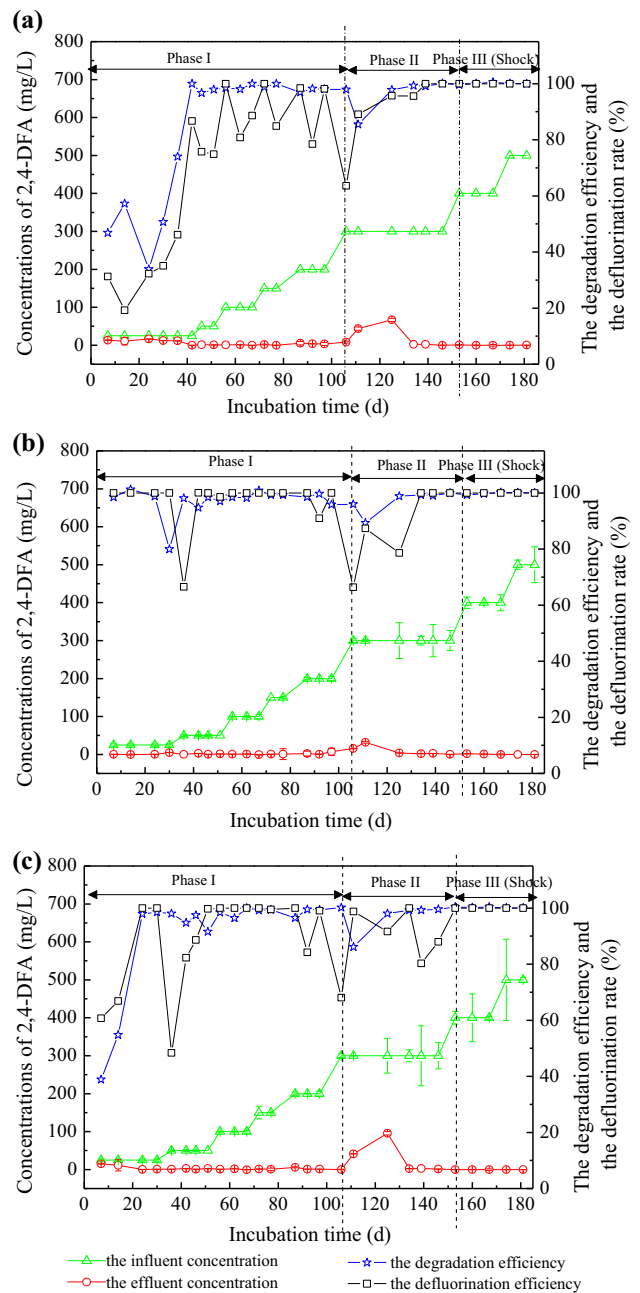 (a)
Phase I
Phase II
Phase III (Shock)
Concentrations of 2,4-DFA (mg/L)
800
700
600
500
400
300
200
100
0
100
80
60
40
20
0
The degradation efficiency and
the defluorination rate (%)
0 20 40 60 80 100 120 140 160 180
Incubation time (d)
(b)
Phase I
Phase II
Phase III (Shock)
Concentrations of 2,4-DFA (mg/L)
800
700
600
500
400
300
200
100
0
100
80
60
40
20
0
The degradation efficiency and
the defluorination rate (%)
0 20 40 60 80 100 120 140 160 180
Incubation time (d)
(c)
Phase I
Phase II
Phase III (Shock)
Concentrations of 2,4-DFA (mg/L)
800
700
600
500
400
300
200
100
0
100
80
60
40
20
0
The degradation efficiency and
the defluorination rate (%)
0 20 40 60 80 100 120 140 160 180
Incubation time (d)
the influent concentration
the degradation efficiency
the effluent concentration
the defluorination efficiency